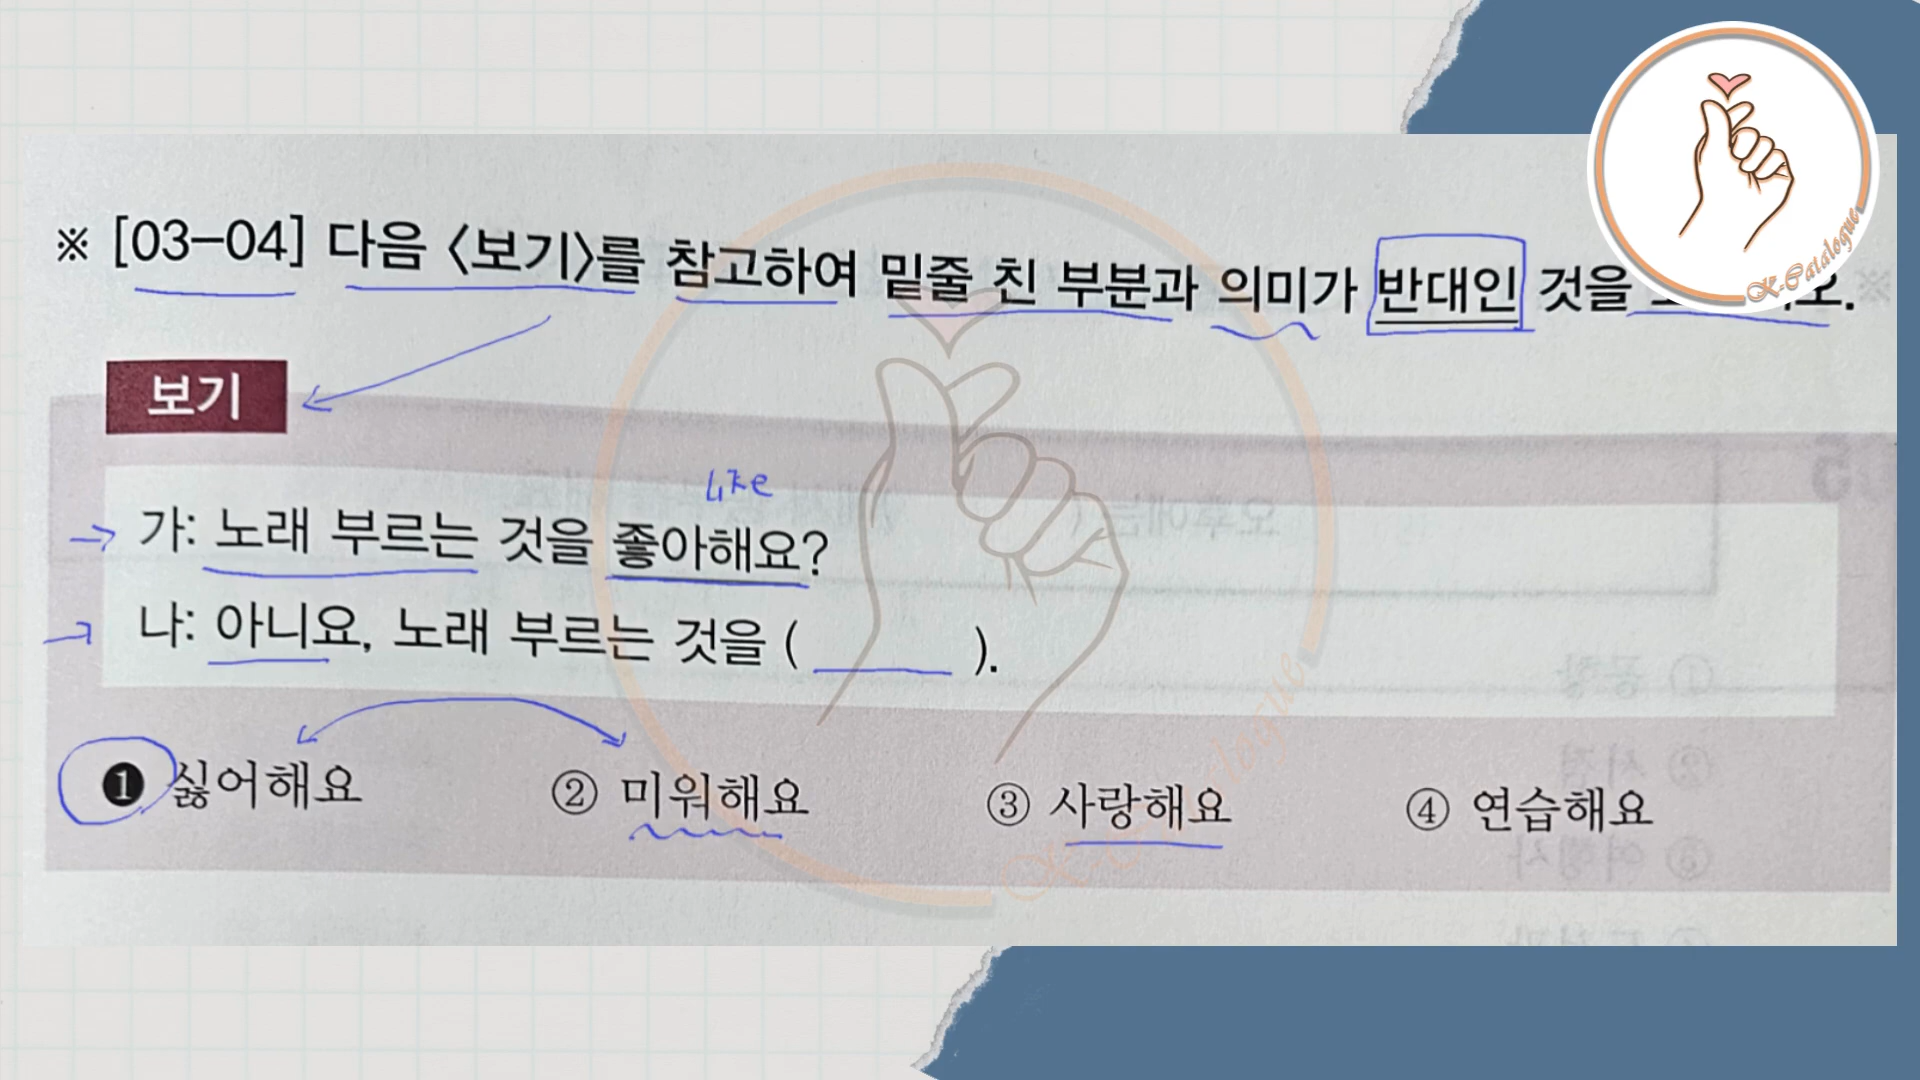 K-Catalogue
※ [03-04] 다음 <보기>를 참고하여 밑줄 친 부분과 의미가 반대인 것을
보기
like
가: 노래 부르는 것을 좋아해요?
나: 아니요, 노래 부르는 것을 ( ).
❶ 싫어해요 ② 미워해요 ③ 사랑해요 ④ 연습해요